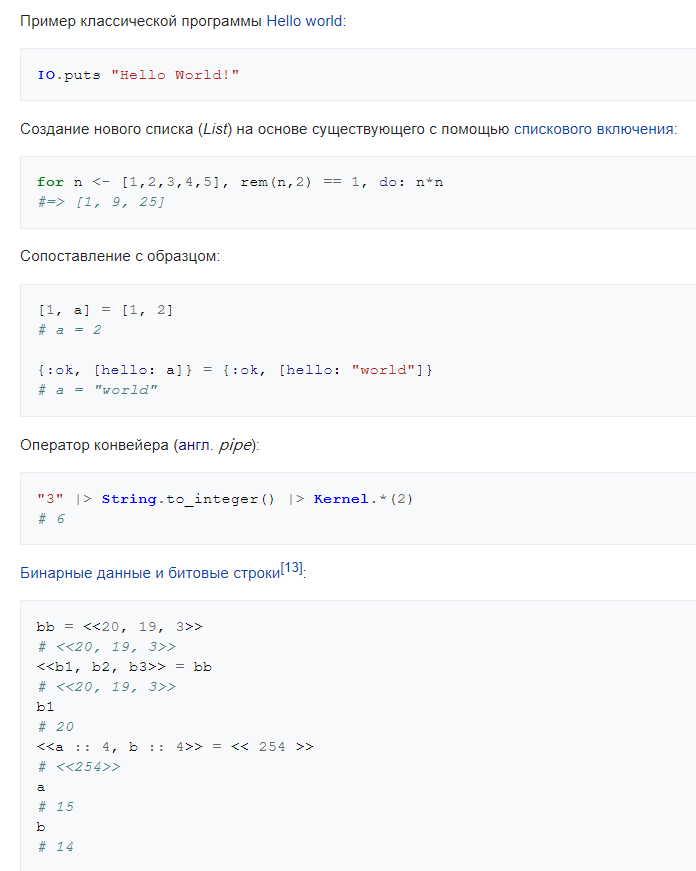 Пример классической программы Hello world:
IO.puts "Hello World!"
Создание нового списка (List) на основе существующего с помощью спискового включения:
for n <- [1,2,3,4,5], rem(n,2) == 1, do: n*n
#=> [1, 9, 25]
Сопоставление с образцом:
[1, a] = [1, 2]
# a = 2
{:ok, [hello: a]} = {:ok, [hello: "world"]}
# a = "world"
Оператор конвейера (англ. pipe):
"3" |> String.to_integer() |> Kernel.*(2)
# 6
Бинарные данные и битовые строки[13]:
bb = <<20, 19, 3>>
# <<20, 19, 3>>
<<b1, b2, b3>> = bb
# <<20, 19, 3>>
b1
# 20
<<a :: 4, b :: 4>> = << 254 >>
# <<254>>
a
# 15
b
# 14